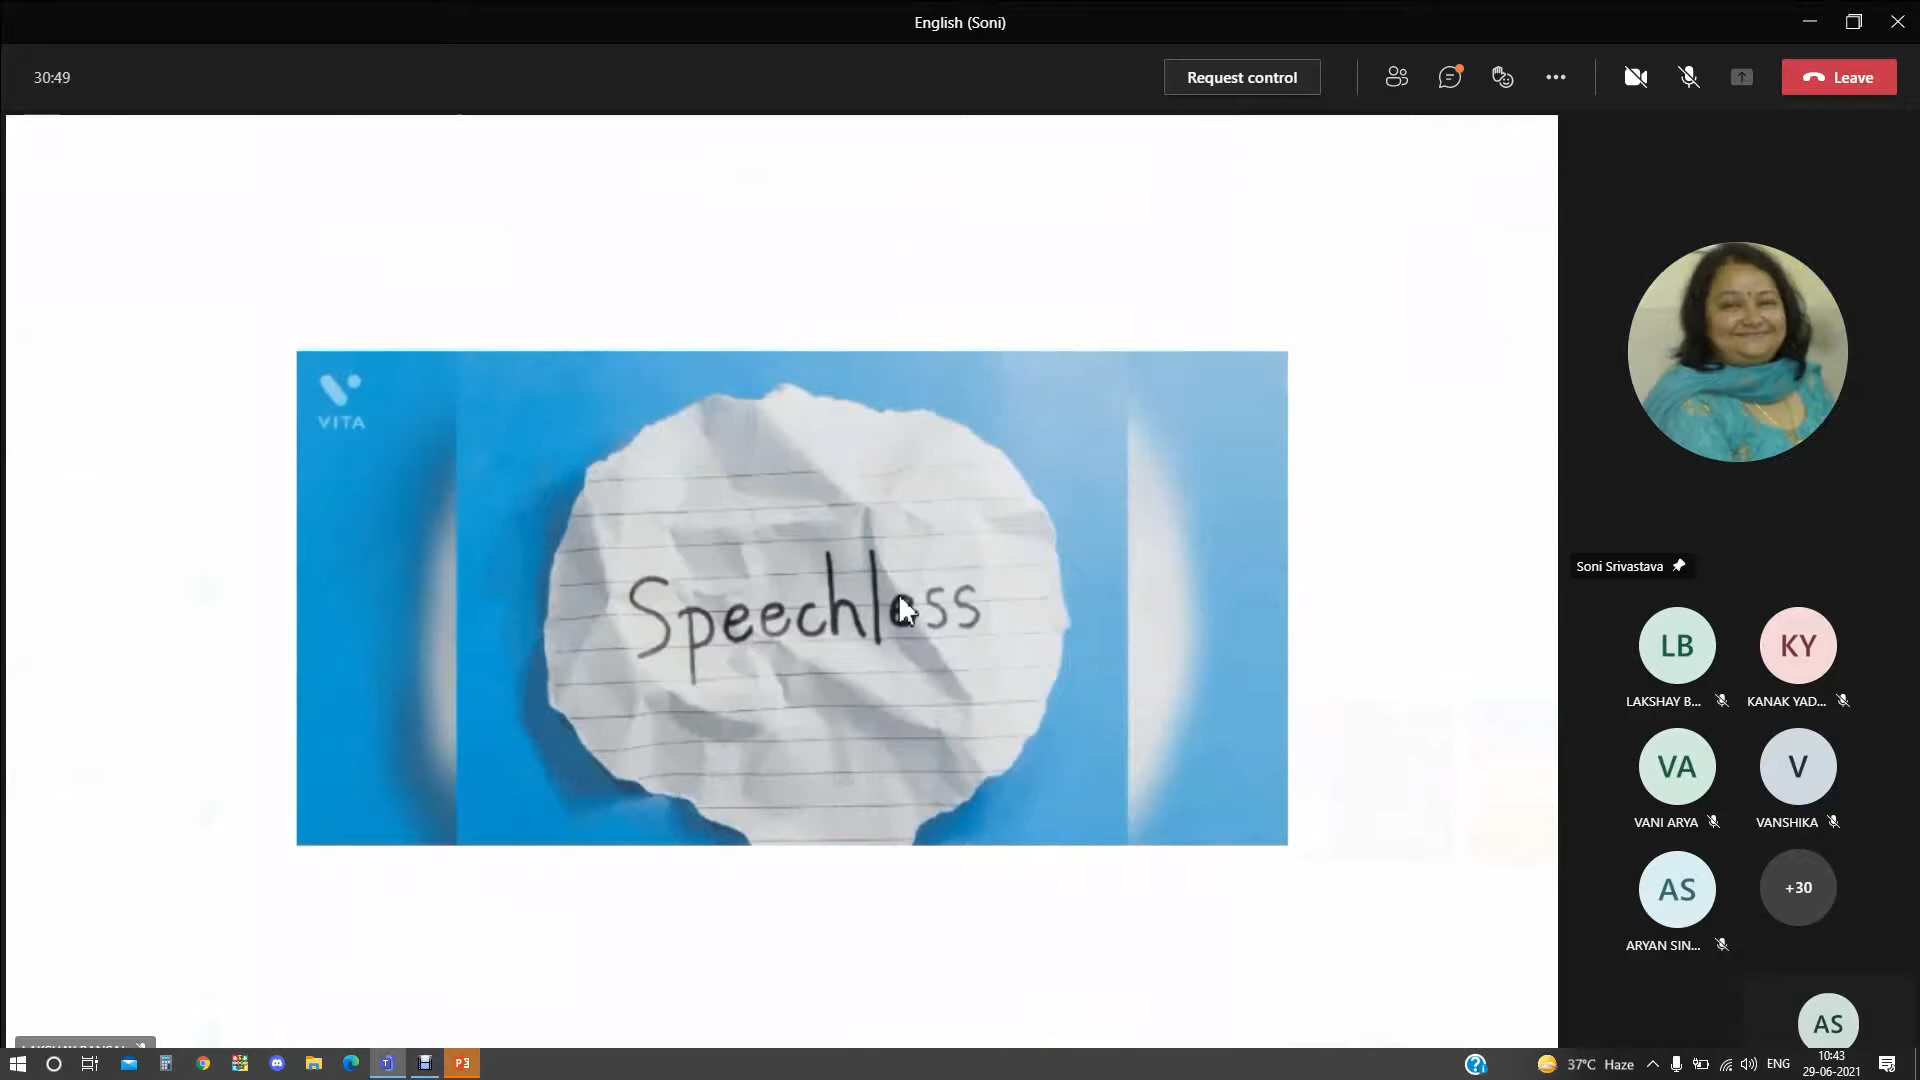 English (Soni)
30:49
Request control
Leave
VITA
Speechless
Soni Srivastava
LB
KY
LAKSHAY B...
KANAK YAD...
VA
V
VANI ARYA
VANSHIKA
AS
+30
ARYAN SIN...
AS
37°C Haze
ENG
10:43
29-06-2021